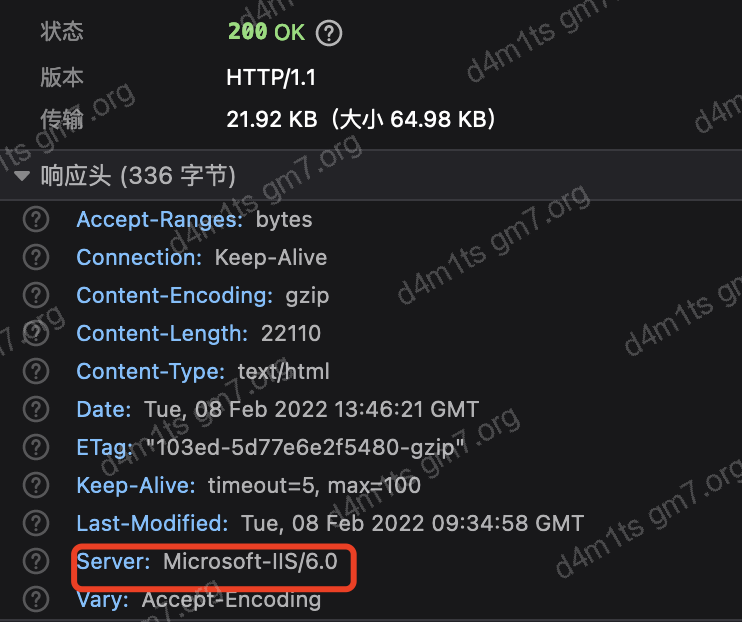 状态 200 OK ?
版本 HTTP/1.1
传输 21.92 KB（大小 64.98 KB）
响应头 (336 字节)
? Accept-Ranges: bytes
? Connection: Keep-Alive
? Content-Encoding: gzip
? Content-Length: 22110
? Content-Type: text/html
? Date: Tue, 08 Feb 2022 13:46:21 GMT
? ETag: "103ed-5d77e6e2f5480-gzip"
? Keep-Alive: timeout=5, max=100
? Last-Modified: Tue, 08 Feb 2022 09:34:58 GMT
? Server: Microsoft-IIS/6.0
? Vary: Accept-Encoding
d4m1ts gm7.org